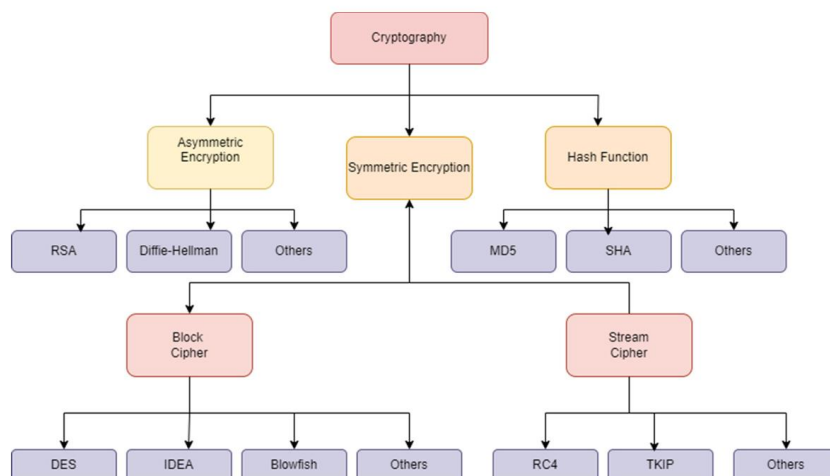 Cryptography
Asymmetric
Encryption
Symmetric Encryption
Hash Function
RSA
Diffie-Hellman
Others
MD5
SHA
Others
Block
Cipher
Stream
Cipher
DES
IDEA
Blowfish
Others
RC4
TKIP
Others